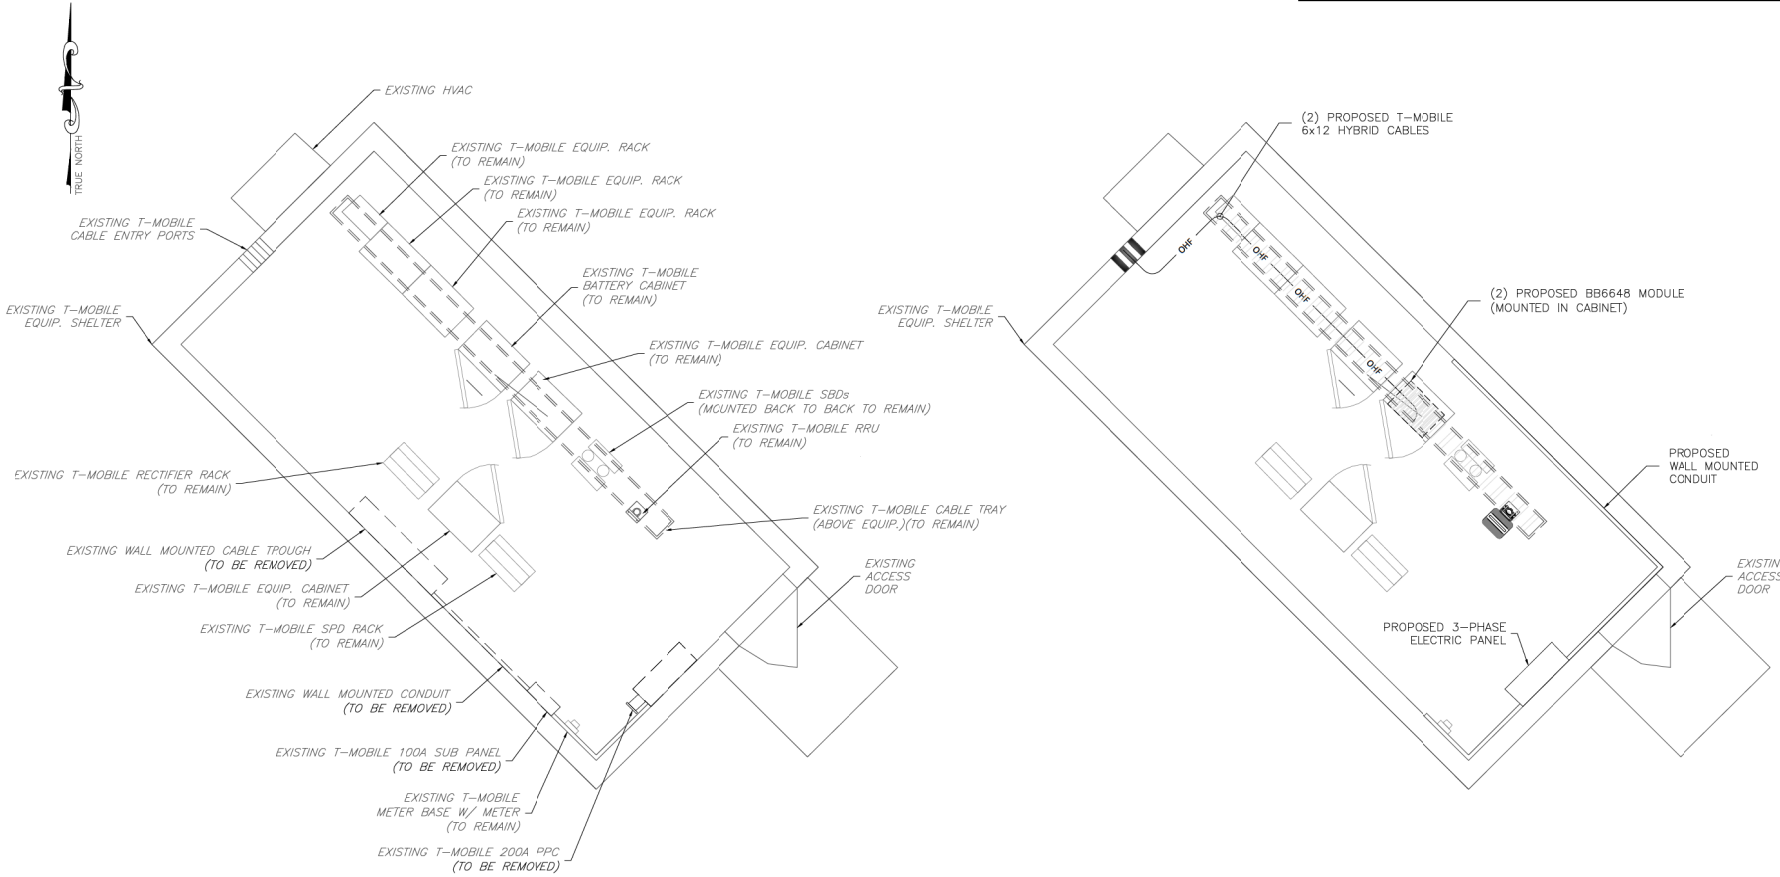 TRUE NORTH
EXISTING HVAC
EXISTING T-MOBILE EQUIP. RACK
(TO REMAIN)
EXISTING T-MOBILE EQUIP. RACK
(TO REMAIN)
EXISTING T-MOBILE EQUIP. RACK
(TO REMAIN)
EXISTING T-MOBILE
CABLE ENTRY PORTS
EXISTING T-MOBILE
BATTERY CABINET
(TO REMAIN)
EXISTING T-MOBILE
EQUIP. SHELTER
EXISTING T-MOBILE EQUIP. CABINET
(TO REMAIN)
EXISTING T-MOBILE SBDs
(MOUNTED BACK TO BACK TO REMAIN)
EXISTING T-MOBILE RRU
(TO REMAIN)
EXISTING T-MOBILE RECTIFIER RACK
(TO REMAIN)
EXISTING T-MOBILE CABLE TRAY
(ABOVE EQUIP.)(TO REMAIN)
EXISTING WALL MOUNTED CABLE TROUGH
(TO BE REMOVED)
EXISTING
ACCESS
DOOR
EXISTING T-MOBILE EQUIP. CABINET
(TO REMAIN)
EXISTING T-MOBILE SPD RACK
(TO REMAIN)
EXISTING WALL MOUNTED CONDUIT
(TO BE REMOVED)
EXISTING T-MOBILE 100A SUB PANEL
(TO BE REMOVED)
EXISTING T-MOBILE
METER BASE W/ METER
(TO REMAIN)
EXISTING T-MOBILE 200A PPC
(TO BE REMOVED)
(2) PROPOSED T-MOBILE
6x12 HYBRID CABLES
OHF
OHF
OHF
OHF
(2) PROPOSED BB6648 MODULE
(MOUNTED IN CABINET)
EXISTING T-MOBILE
EQUIP. SHELTER
PROPOSED
WALL MOUNTED
CONDUIT
EXISTIN
ACCESS
DOOR
PROPOSED 3-PHASE
ELECTRIC PANEL